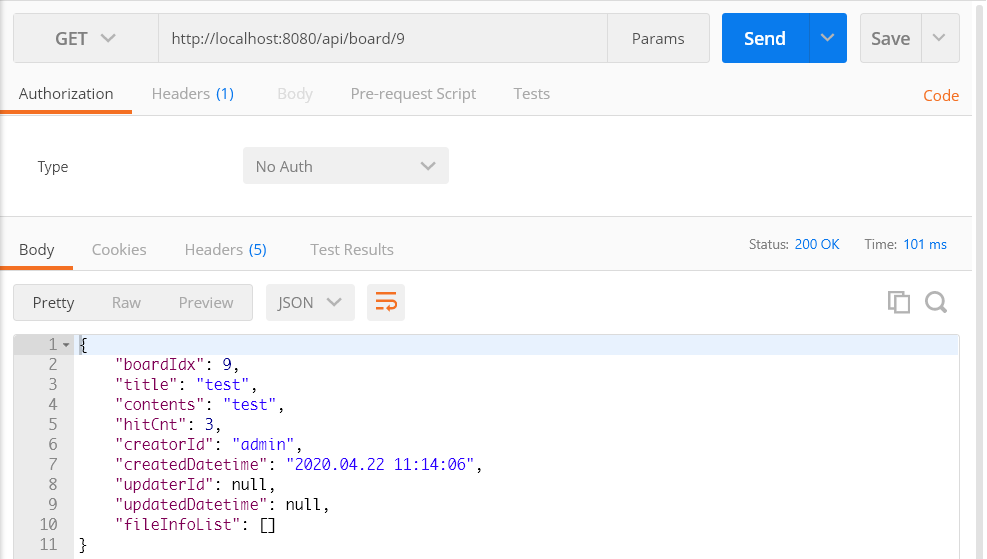 GET http://localhost:8080/api/board/9 Params Send Save
Authorization Headers (1) Body Pre-request Script Tests Code
Type No Auth
Body Cookies Headers (5) Test Results Status: 200 OK Time: 101 ms
Pretty Raw Preview JSON
1 {
2 "boardIdx": 9,
3 "title": "test",
4 "contents": "test",
5 "hitCnt": 3,
6 "creatorId": "admin",
7 "createdDatetime": "2020.04.22 11:14:06",
8 "updaterId": null,
9 "updatedDatetime": null,
10 "fileInfoList": []
11 }